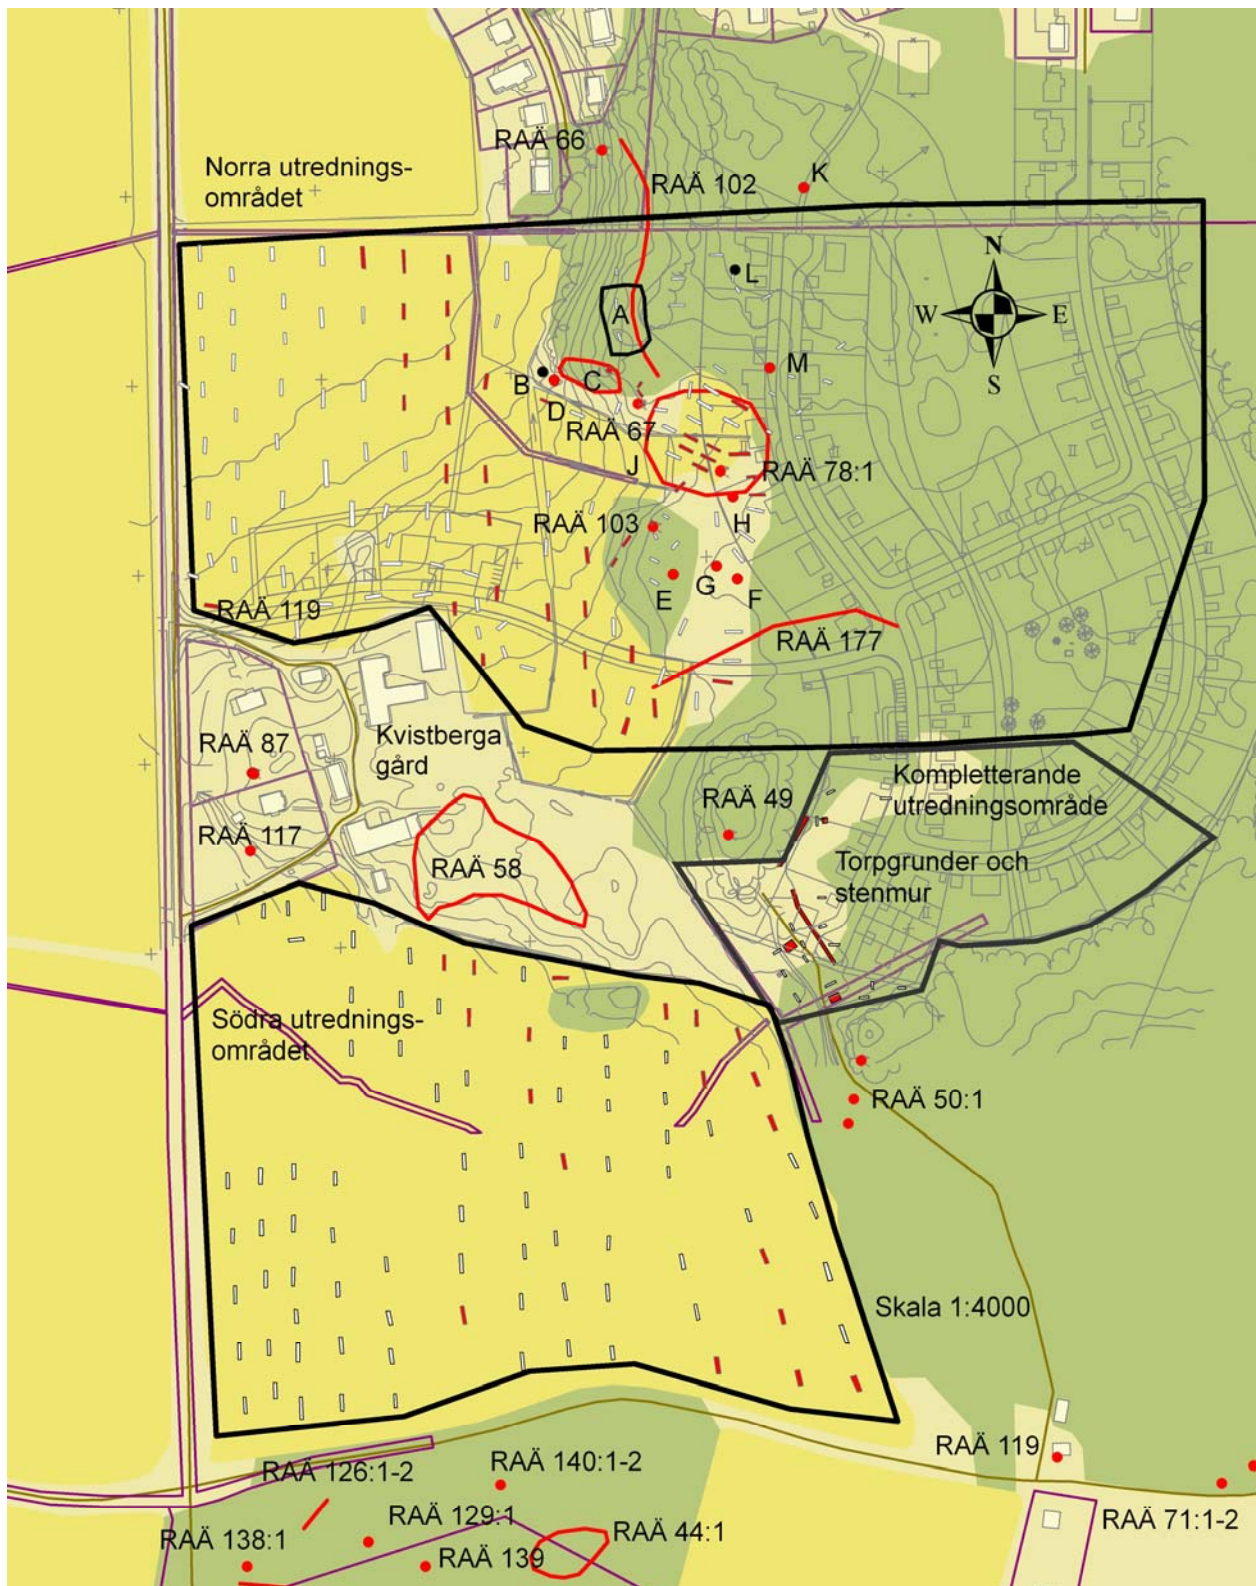 RAÄ 66
Norra utrednings-
området
RAÄ 102
K
N
W
E
S
L
A
M
B
C
D
RAÄ 67
J
RAÄ 78:1
H
RAÄ 103
E
G
F
RAÄ 119
RAÄ 177
Kvistberga
gård
RAÄ 87
Kompletterande
utredningsområde
RAÄ 49
RAÄ 117
RAÄ 58
Torpgrunder och
stenmur
Södra utrednings-
området
RAÄ 50:1
Skala 1:4000
RAÄ 119
RAÄ 126:1-2
RAÄ 140:1-2
RAÄ 71:1-2
RAÄ 129:1
RAÄ 44:1
RAÄ 138:1
RAÄ 139